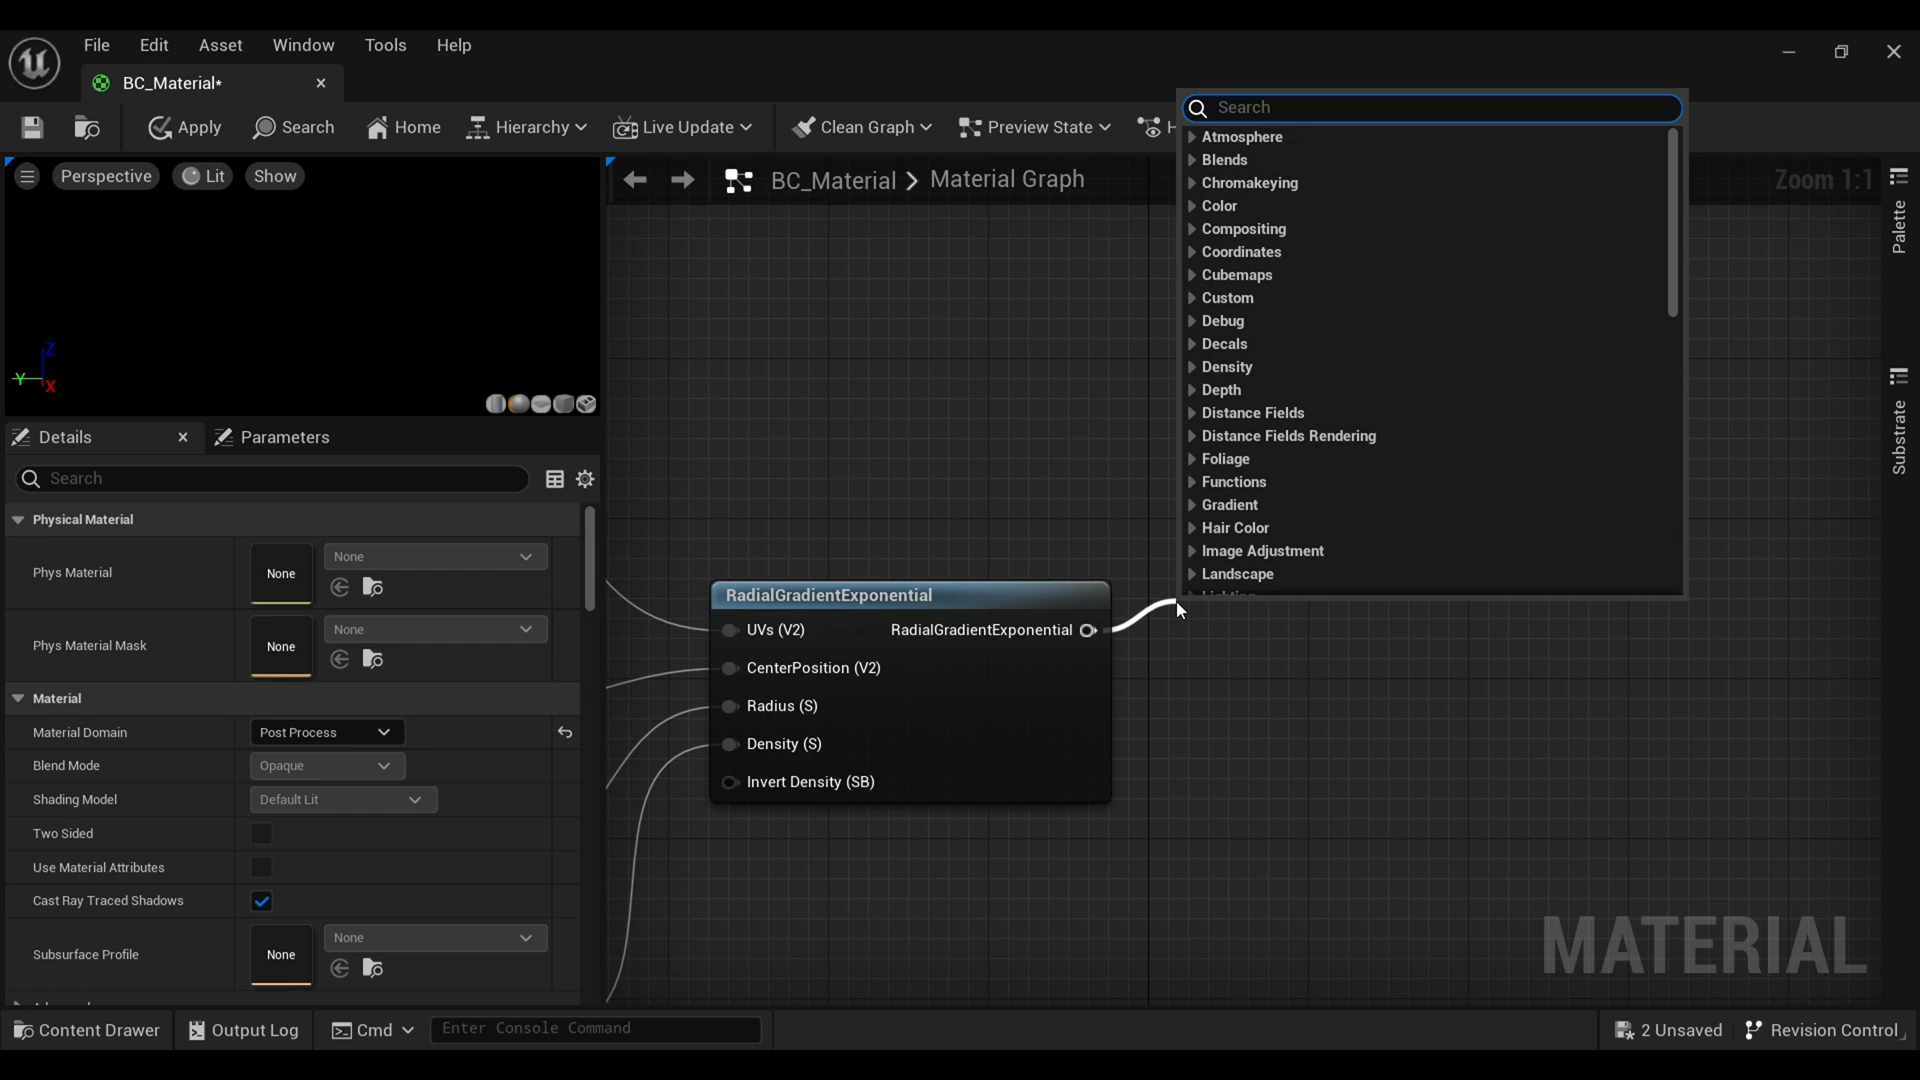 File Edit Asset Window Tools Help
BC_Material*
Apply Search Home Hierarchy Live Update Clean Graph Preview State H
Search
Atmosphere
Blends
Chromakeying
Color
Compositing
Coordinates
Cubemaps
Custom
Debug
Decals
Density
Depth
Distance Fields
Distance Fields Rendering
Foliage
Functions
Gradient
Hair Color
Image Adjustment
Landscape
Perspective Lit Show
Z
Y
X
BC_Material > Material Graph
Zoom 1:1
Palette
Substrate
Details Parameters
Search
Physical Material
Phys Material None None
Phys Material Mask None None
Material
Material Domain Post Process
Blend Mode Opaque
Shading Model Default Lit
Two Sided
Use Material Attributes
Cast Ray Traced Shadows
Subsurface Profile None None
RadialGradientExponential
UVs (V2) RadialGradientExponential
CenterPosition (V2)
Radius (S)
Density (S)
Invert Density (SB)
MATERIAL
Content Drawer Output Log Cmd Enter Console Command 2 Unsaved Revision Control